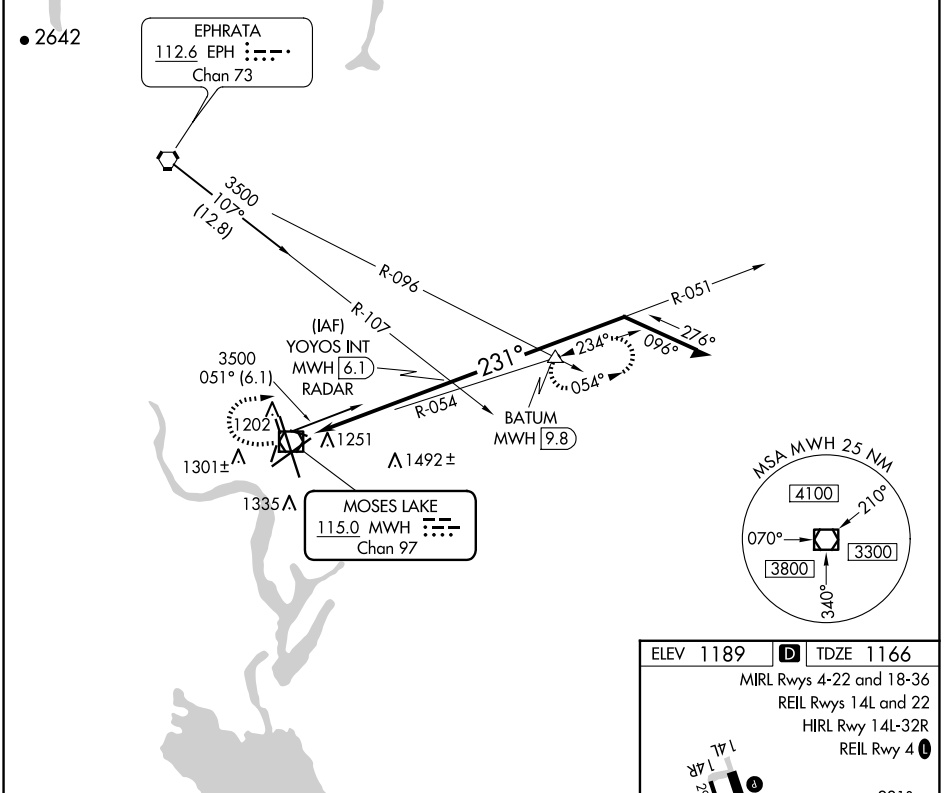 2642
EPHRATA
112.6 EPH
Chan 73
3500
107°
(12.8)
R-096
R-107
R-051
276°
096°
(IAF)
YOYOS INT
MWH 6.1
RADAR
231°
234°
054°
3500
051° (6.1)
R-054
BATUM
MWH 9.8
1202
1251
1301±
1492±
1335
MOSES LAKE
115.0 MWH
Chan 97
MSA MWH 25 NM
4100
210°
070°
3300
3800
340°
ELEV 1189 D TDZE 1166
MIRL Rwys 4-22 and 18-36
REIL Rwys 14L and 22
HIRL Rwy 14L-32R
REIL Rwy 4 L
14L
14R
P